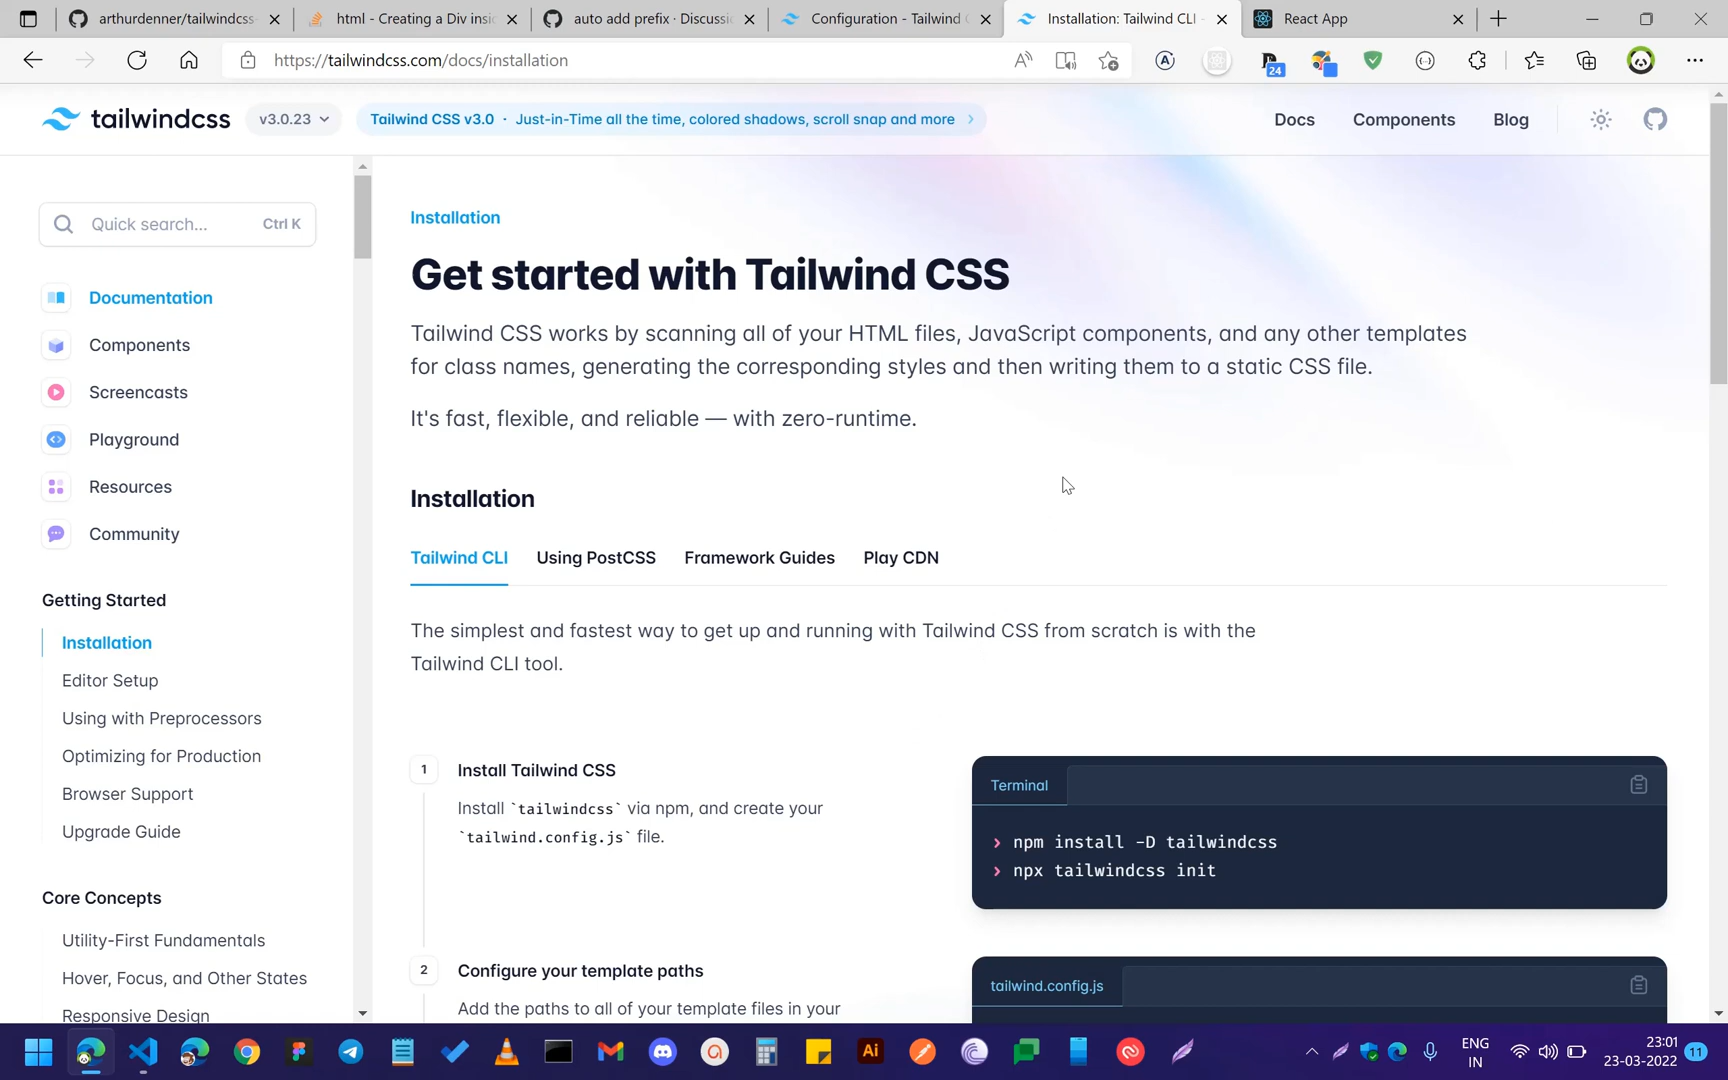 arthurdenner/tailwindcss-
html - Creating a Div insid
auto add prefix · Discussio
Configuration - Tailwind C
Installation: Tailwind CLI -
React App
https://tailwindcss.com/docs/installation
24
tailwindcss
v3.0.23
Tailwind CSS v3.0 · Just-in-Time all the time, colored shadows, scroll snap and more
Docs
Components
Blog
Quick search...
Ctrl K
Documentation
Components
Screencasts
Playground
Resources
Community
Getting Started
Installation
Editor Setup
Using with Preprocessors
Optimizing for Production
Browser Support
Upgrade Guide
Core Concepts
Utility-First Fundamentals
Hover, Focus, and Other States
Responsive Design
Installation
Get started with Tailwind CSS
Tailwind CSS works by scanning all of your HTML files, JavaScript components, and any other templates
for class names, generating the corresponding styles and then writing them to a static CSS file.
It's fast, flexible, and reliable — with zero-runtime.
Installation
Tailwind CLI
Using PostCSS
Framework Guides
Play CDN
The simplest and fastest way to get up and running with Tailwind CSS from scratch is with the
Tailwind CLI tool.
1
Install Tailwind CSS
Install `tailwindcss` via npm, and create your
`tailwind.config.js` file.
Terminal
> npm install -D tailwindcss
> npx tailwindcss init
2
Configure your template paths
Add the paths to all of your template files in your
tailwind.config.js
Ai
ENG
IN
23:01
23-03-2022
11